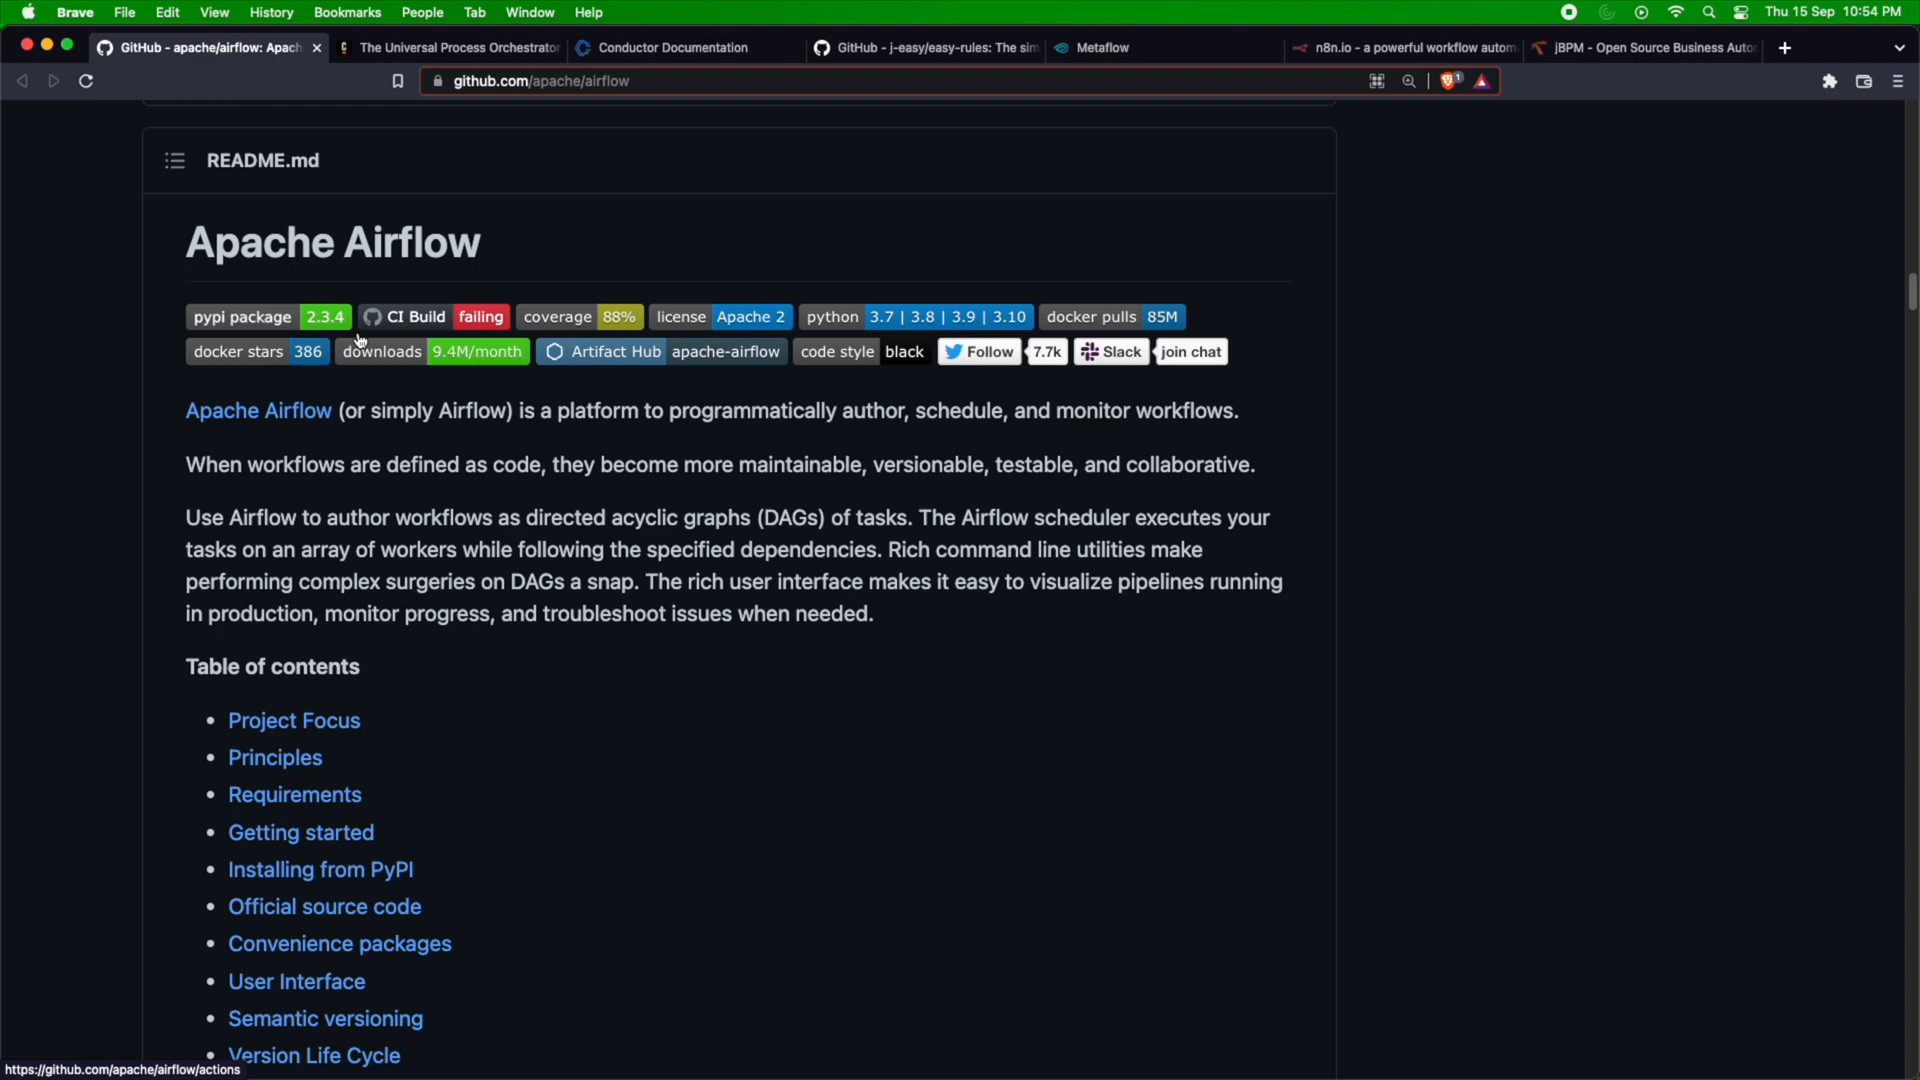 Brave File Edit View History Bookmarks People Tab Window Help Thu 15 Sep 10:54 PM
GitHub - apache/airflow: Apach The Universal Process Orchestrator Conductor Documentation GitHub - j-easy/easy-rules: The sim Metaflow n8n.io - a powerful workflow autom jBPM - Open Source Business Auto
github.com/apache/airflow 1
README.md
Apache Airflow
pypi package 2.3.4 CI Build failing coverage 88% license Apache 2 python 3.7 | 3.8 | 3.9 | 3.10 docker pulls 85M
docker stars 386 downloads 9.4M/month Artifact Hub apache-airflow code style black Follow 7.7k Slack join chat
Apache Airflow (or simply Airflow) is a platform to programmatically author, schedule, and monitor workflows.
When workflows are defined as code, they become more maintainable, versionable, testable, and collaborative.
Use Airflow to author workflows as directed acyclic graphs (DAGs) of tasks. The Airflow scheduler executes your
tasks on an array of workers while following the specified dependencies. Rich command line utilities make
performing complex surgeries on DAGs a snap. The rich user interface makes it easy to visualize pipelines running
in production, monitor progress, and troubleshoot issues when needed.
Table of contents
• Project Focus
• Principles
• Requirements
• Getting started
• Installing from PyPI
• Official source code
• Convenience packages
• User Interface
• Semantic versioning
• Version Life Cycle
https://github.com/apache/airflow/actions